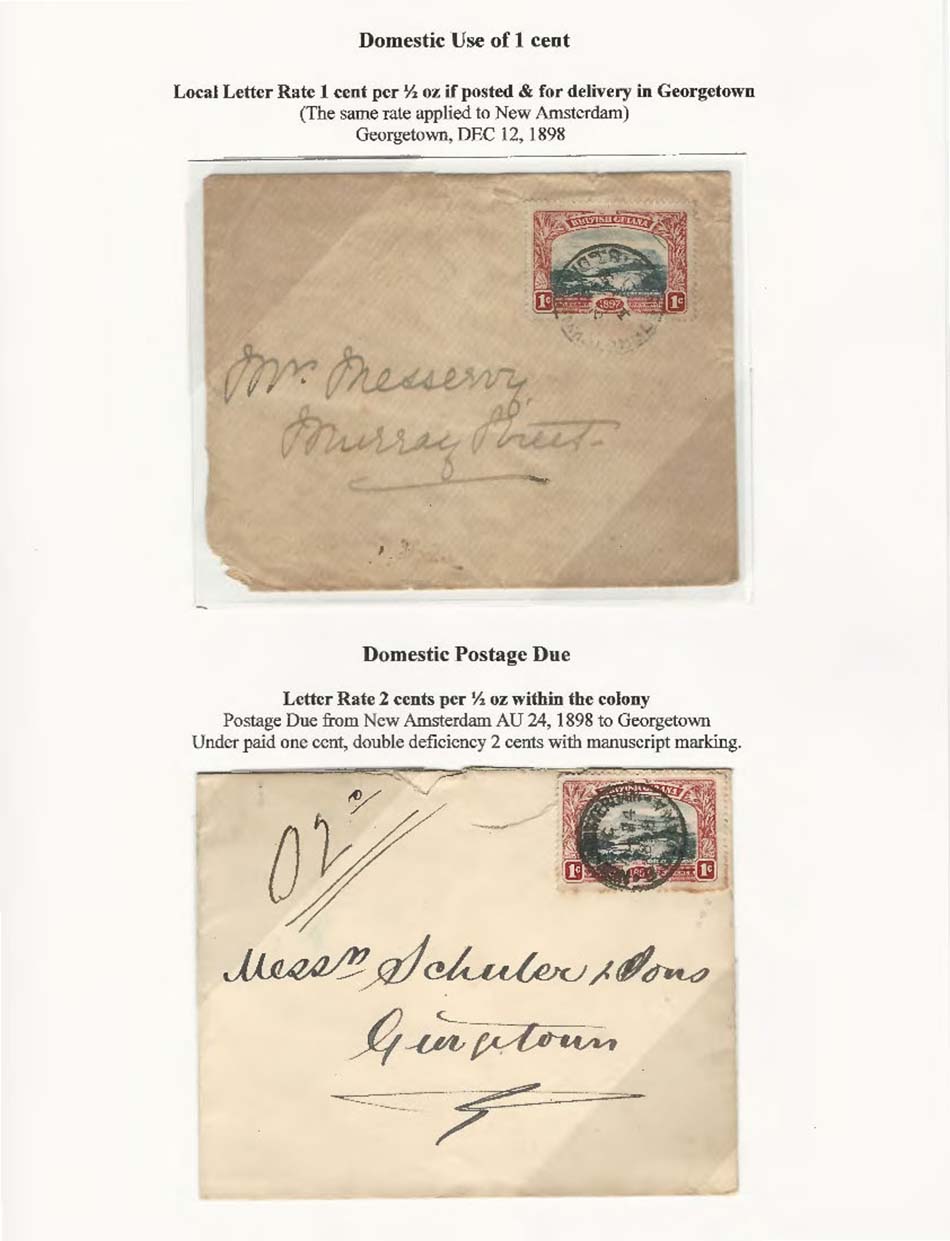 Domestic Use of 1 cent
Local Letter Rate 1 cent per ½ oz if posted & for delivery in Georgetown
(The same rate applied to New Amsterdam)
Georgetown, DEC 12, 1898
BRITISH GUIANA
1c 1897 1c
Mr. Messervy
Murray Street
Domestic Postage Due
Letter Rate 2 cents per ½ oz within the colony
Postage Due from New Amsterdam AU 24, 1898 to Georgetown
Under paid one cent, double deficiency 2 cents with manuscript marking.
02c
1c 1c
Messrs Schuler & Sons
Georgetown